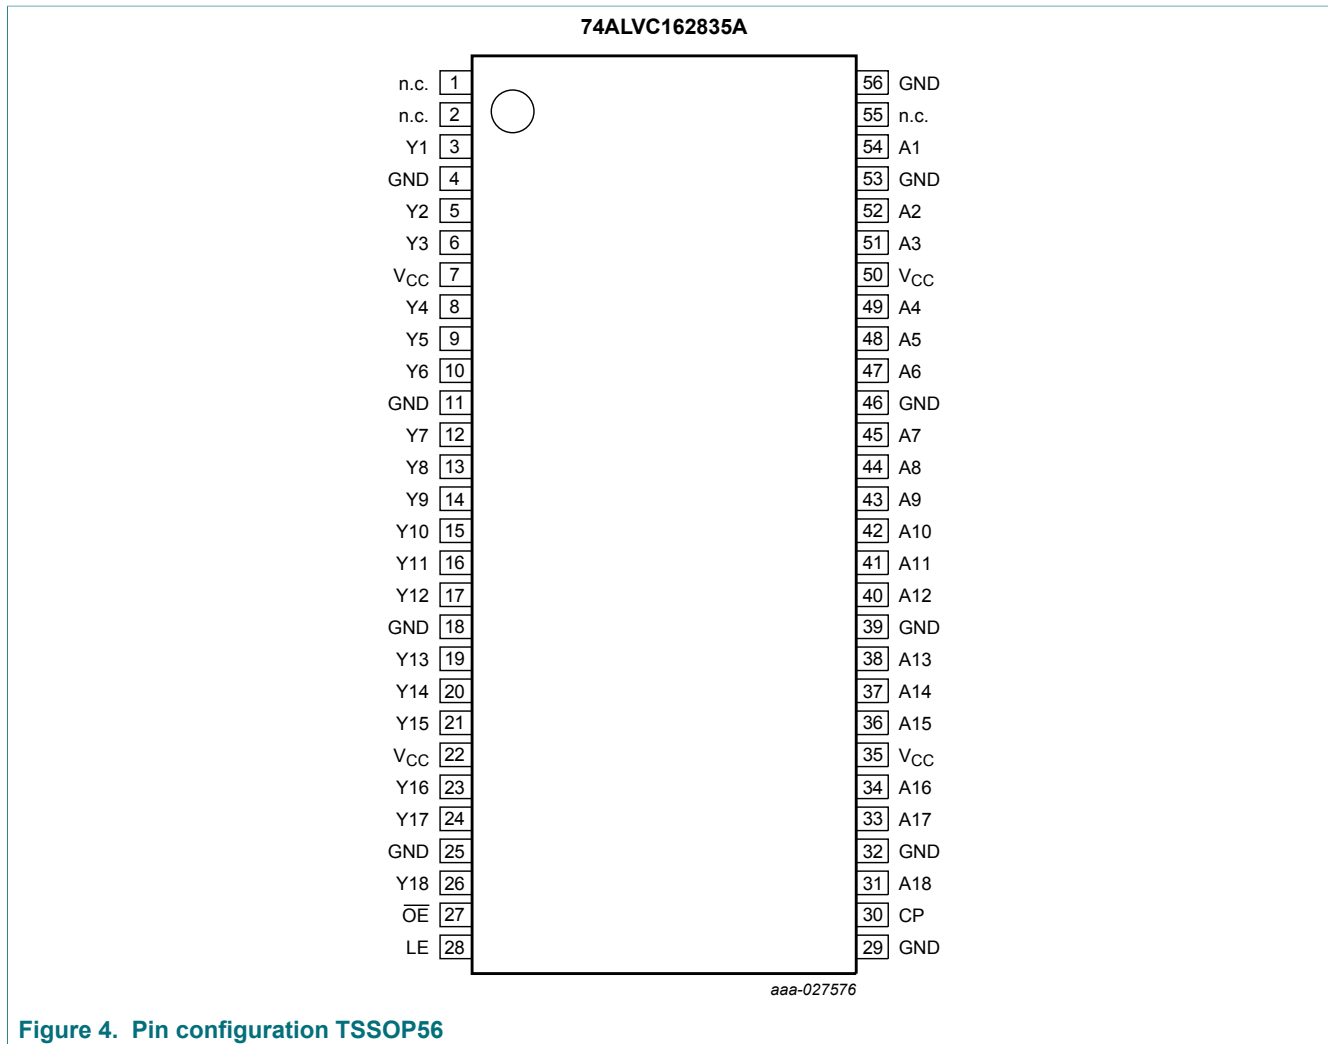 74ALVC162835A
n.c. 1 56 GND
n.c. 2 55 n.c.
Y1 3 54 A1
GND 4 53 GND
Y2 5 52 A2
Y3 6 51 A3
VCC 7 50 VCC
Y4 8 49 A4
Y5 9 48 A5
Y6 10 47 A6
GND 11 46 GND
Y7 12 45 A7
Y8 13 44 A8
Y9 14 43 A9
Y10 15 42 A10
Y11 16 41 A11
Y12 17 40 A12
GND 18 39 GND
Y13 19 38 A13
Y14 20 37 A14
Y15 21 36 A15
VCC 22 35 VCC
Y16 23 34 A16
Y17 24 33 A17
GND 25 32 GND
Y18 26 31 A18
O̅E̅ 27 30 CP
LE 28 29 GND
aaa-027576
Figure 4. Pin configuration TSSOP56